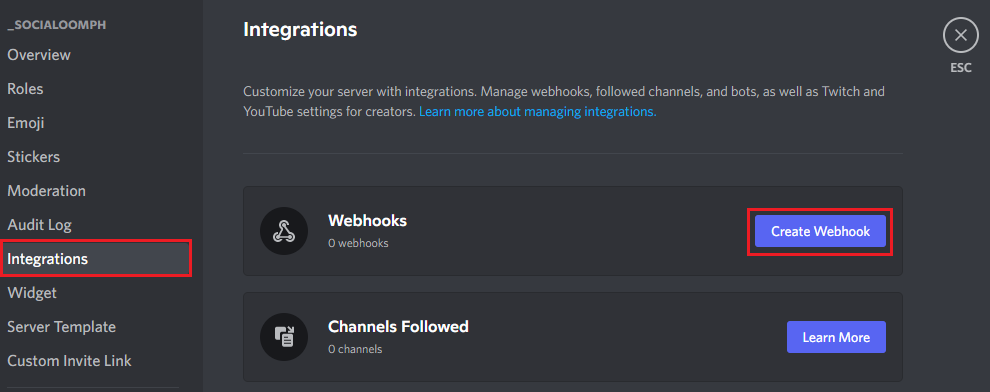 _SOCIALOOMPH
Overview
Roles
Emoji
Stickers
Moderation
Audit Log
Integrations
Widget
Server Template
Custom Invite Link
Integrations
ESC
Customize your server with integrations. Manage webhooks, followed channels, and bots, as well as Twitch and
YouTube settings for creators. Learn more about managing integrations.
Webhooks
0 webhooks
Create Webhook
Channels Followed
0 channels
Learn More